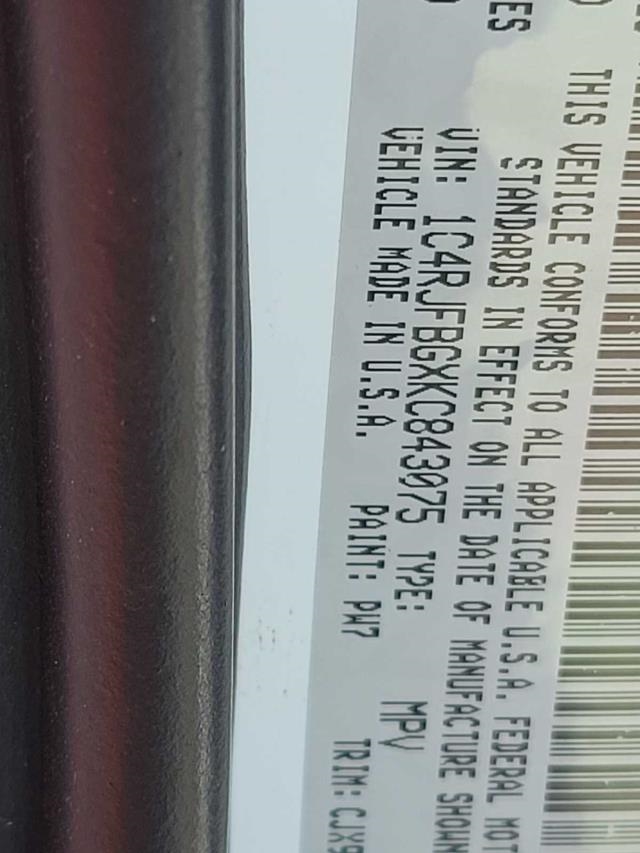 THIS VEHICLE CONFORMS TO ALL APPLICABLE U.S.A. FEDERAL MOT
STANDARDS IN EFFECT ON THE DATE OF MANUFACTURE SHOWN
VIN: 1C4RJFBGXKC843075 TYPE: MPV
VEHICLE MADE IN U.S.A. PAINT: PW7 TRIM: CJX9